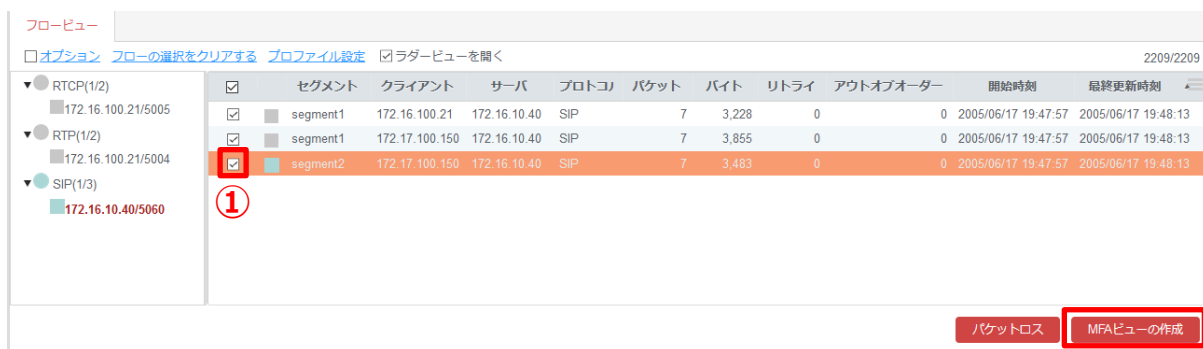 フロービュー
オプション フローの選択をクリアする プロファイル設定 ラダービューを開く 2209/2209
RTCP(1/2)
172.16.100.21/5005
RTP(1/2)
172.16.100.21/5004
SIP(1/3)
172.16.10.40/5060
セグメント クライアント サーバ プロトコル パケット バイト リトライ アウトオブオーダー 開始時刻 最終更新時刻
segment1 172.16.100.21 172.16.10.40 SIP 7 3,228 0 0 2005/06/17 19:47:57 2005/06/17 19:48:13
segment1 172.17.100.150 172.16.10.40 SIP 7 3,855 0 0 2005/06/17 19:47:57 2005/06/17 19:48:13
segment2 172.17.100.150 172.16.10.40 SIP 7 3,483 0 0 2005/06/17 19:47:57 2005/06/17 19:48:13
①
パケットロス MFAビューの作成